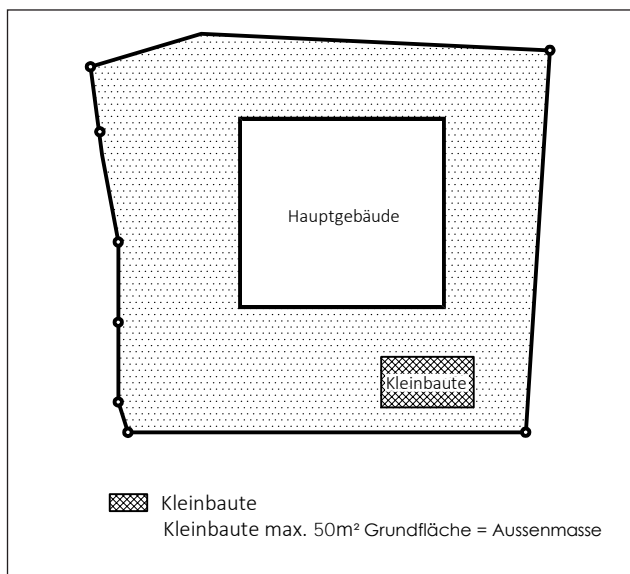 Hauptgebäude
Kleinbaute
Kleinbaute
Kleinbaute max. 50m² Grundfläche = Aussenmasse